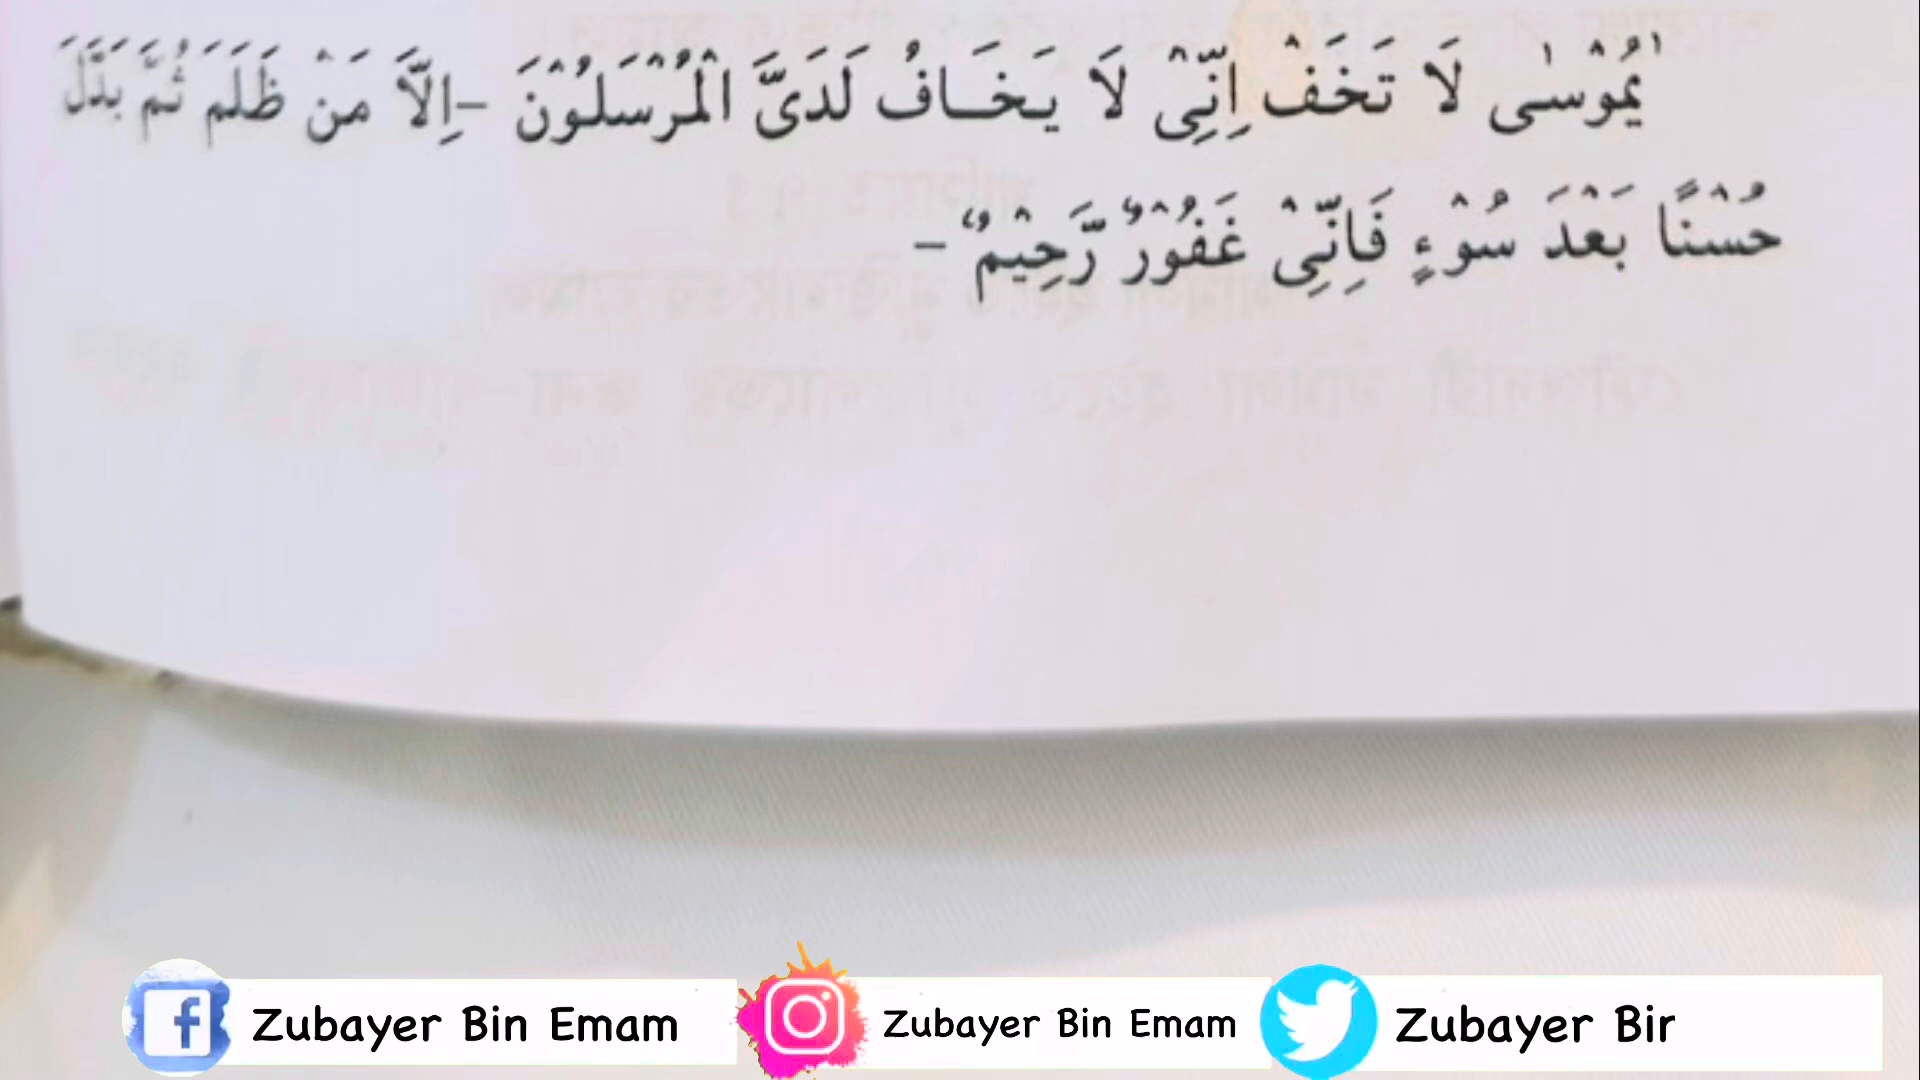 يٰمُوْسٰى لَا تَخَفْ اِنِّىْ لَا يَخَافُ لَدَىَّ الْمُرْسَلُوْنَ - اِلَّا مَنْ ظَلَمَ ثُمَّ بَدَّلَ
حُسْنًا بَعْدَ سُوْءٍ فَاِنِّىْ غَفُوْرٌ رَّحِيْمٌ -
Zubayer Bin Emam Zubayer Bin Emam Zubayer Bir